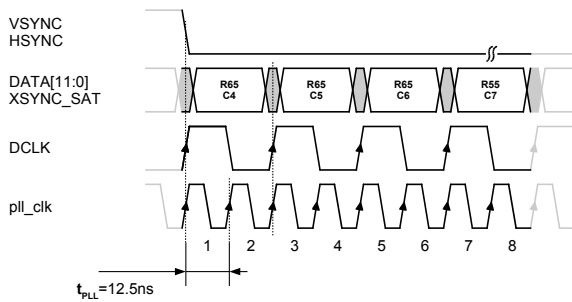 VSYNC
HSYNC
DATA[11:0]
XSYNC_SAT
R65
C4
R65
C5
R65
C6
R55
C7
DCLK
pll_clk
1 2 3 4 5 6 7 8
tPLL=12.5ns